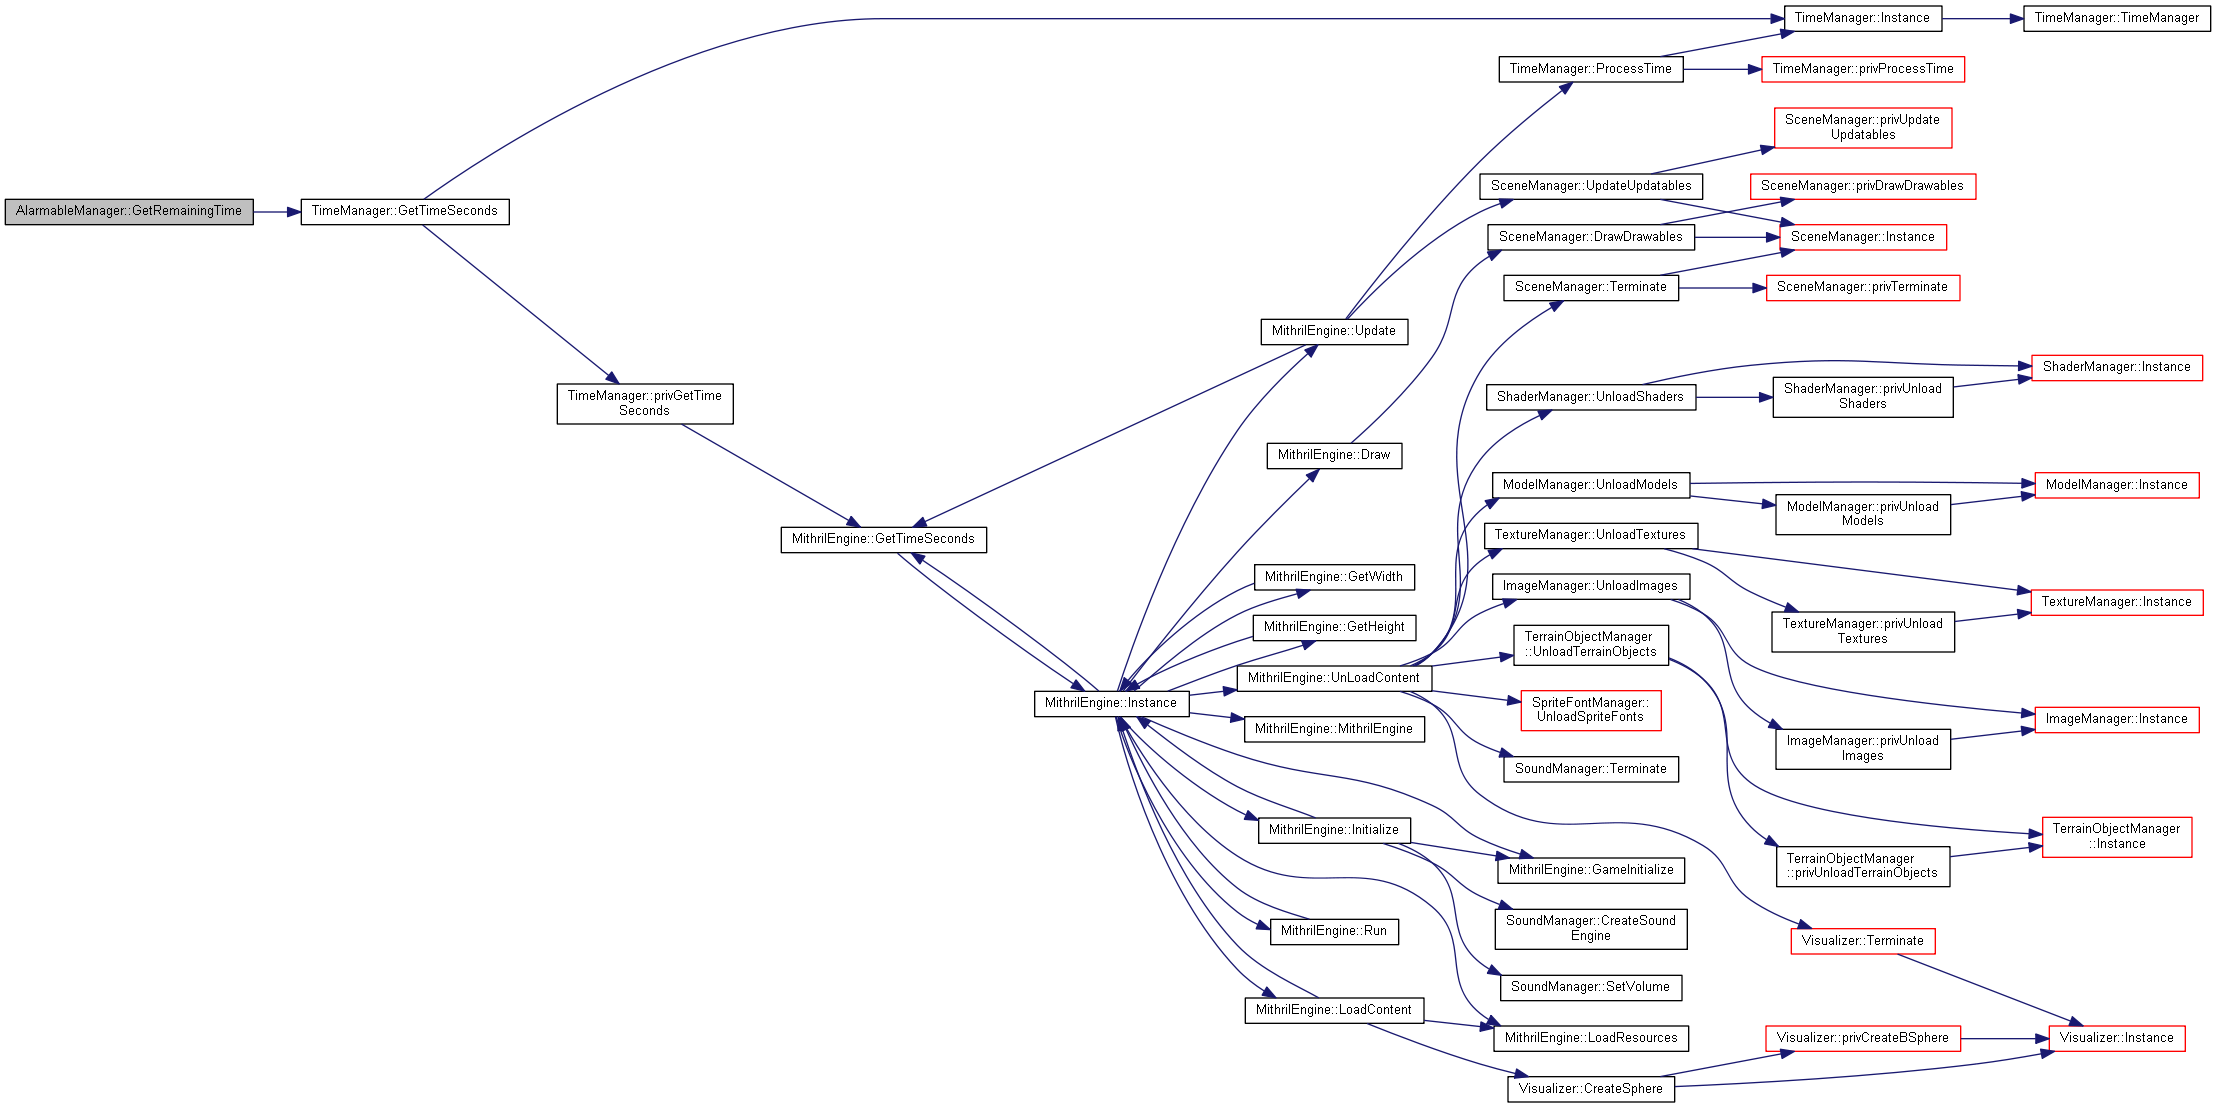 AlarmableManager::GetRemainingTime
TimeManager::GetTimeSeconds
TimeManager::privGetTime
Seconds
MithrilEngine::GetTimeSeconds
MithrilEngine::Instance
MithrilEngine::Update
MithrilEngine::Draw
MithrilEngine::GetWidth
MithrilEngine::GetHeight
MithrilEngine::UnLoadContent
MithrilEngine::MithrilEngine
MithrilEngine::Initialize
MithrilEngine::Run
MithrilEngine::LoadContent
TimeManager::ProcessTime
SceneManager::UpdateUpdatables
SceneManager::DrawDrawables
SceneManager::Terminate
ShaderManager::UnloadShaders
ModelManager::UnloadModels
TextureManager::UnloadTextures
ImageManager::UnloadImages
TerrainObjectManager
::UnloadTerrainObjects
SpriteFontManager::
UnloadSpriteFonts
SoundManager::Terminate
MithrilEngine::GameInitialize
SoundManager::CreateSound
Engine
SoundManager::SetVolume
MithrilEngine::LoadResources
Visualizer::CreateSphere
TimeManager::Instance
TimeManager::privProcessTime
SceneManager::privUpdate
Updatables
SceneManager::privDrawDrawables
SceneManager::Instance
SceneManager::privTerminate
ShaderManager::privUnload
Shaders
ModelManager::privUnload
Models
TextureManager::privUnload
Textures
ImageManager::privUnload
Images
TerrainObjectManager
::privUnloadTerrainObjects
Visualizer::Terminate
Visualizer::privCreateBSphere
TimeManager::TimeManager
ShaderManager::Instance
ModelManager::Instance
TextureManager::Instance
ImageManager::Instance
TerrainObjectManager
::Instance
Visualizer::Instance